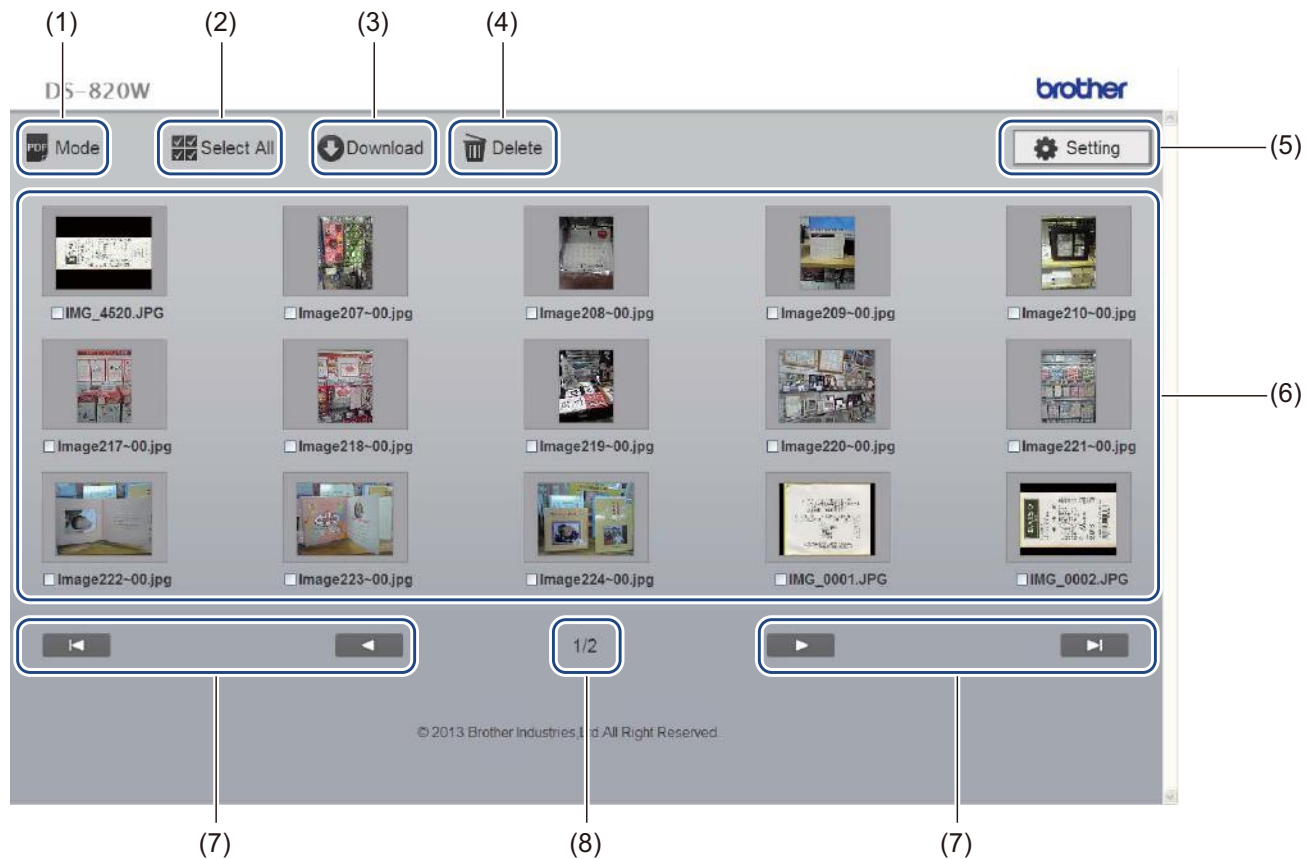 (1) (2) (3) (4)
DS-820W brother
PDF Mode Select All Download Delete Setting (5)
IMG_4520.JPG Image207~00.jpg Image208~00.jpg Image209~00.jpg Image210~00.jpg
(6)
Image217~00.jpg Image218~00.jpg Image219~00.jpg Image220~00.jpg Image221~00.jpg
Image222~00.jpg Image223~00.jpg Image224~00.jpg IMG_0001.JPG IMG_0002.JPG
1/2
© 2013 Brother Industries,Ltd All Right Reserved.
(7) (8) (7)